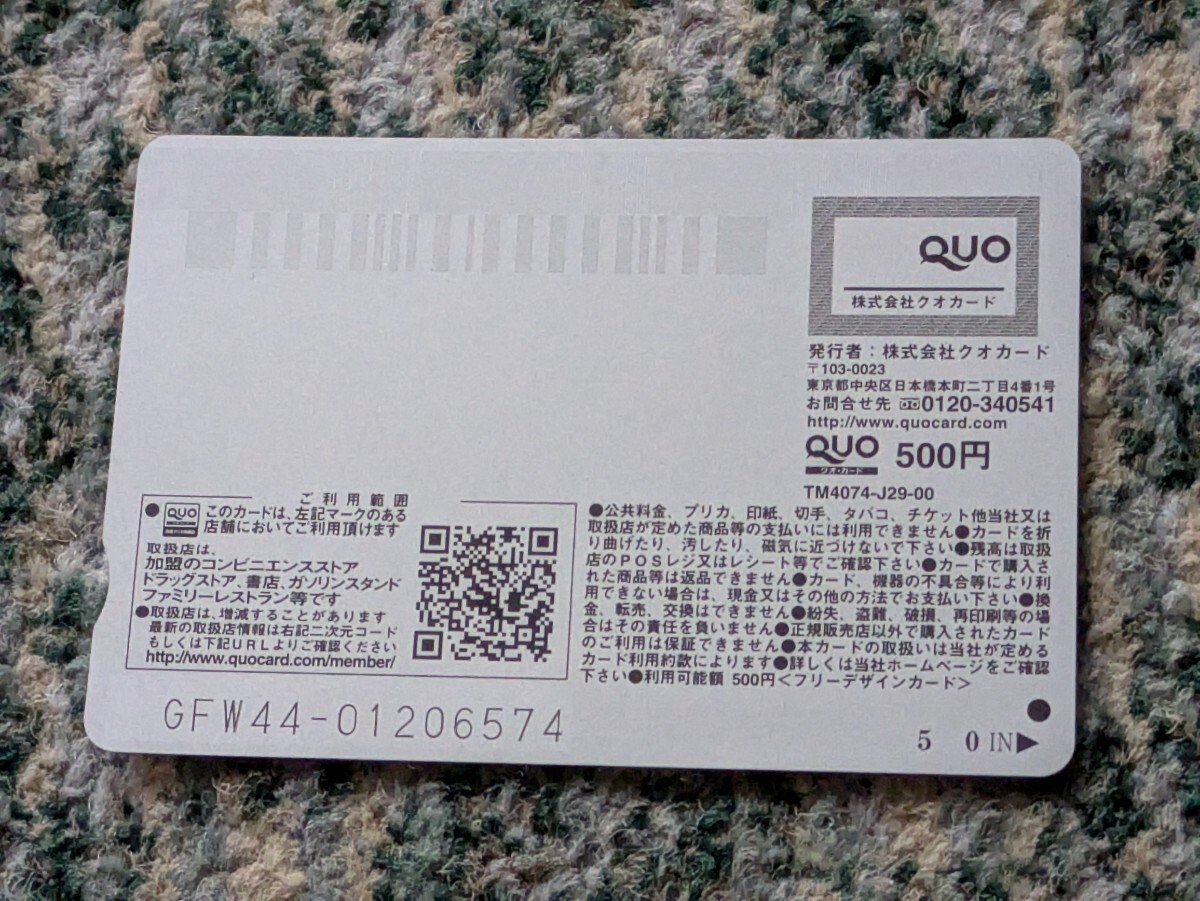 QUO
株式会社クオカード
発行者：株式会社クオカード
〒103-0023
東京都中央区日本橋本町二丁目4番1号
お問合せ先 0120-340541
http://www.quocard.com
QUO 500円
クオ・カード
TM4074-J29-00
ご利用範囲
●QUO このカードは、左記マークのある
店舗においてご利用頂けます
取扱店は、
加盟のコンビニエンスストア
ドラッグストア、書店、ガソリンスタンド
ファミリーレストラン等です
●取扱店は、増減することがあります
最新の取扱店情報は右記二次元コード
もしくは下記URLよりご確認ください
http://www.quocard.com/member/
●公共料金、プリカ、印紙、切手、タバコ、チケット他当社又は
取扱店が定めた商品等の支払いには利用できません●カードを折
り曲げたり、汚したり、磁気に近づけないで下さい●残高は取扱
店のPOSレジ又はレシート等でご確認下さい●カードで購入さ
れた商品等は返品できません●カード、機器の不具合等により利
用できない場合は、現金又はその他の方法でお支払い下さい●換
金、転売、交換はできません●紛失、盗難、破損、再印刷等の場
合はその責任を負いません●正規販売店以外で購入されたカード
のご利用は保証できません●本カードの取扱いは当社が定める
カード利用約款によります●詳しくは当社ホームページをご確認
下さい●利用可能額 500円＜フリーデザインカード＞
GFW44-01206574
5 0 IN▶